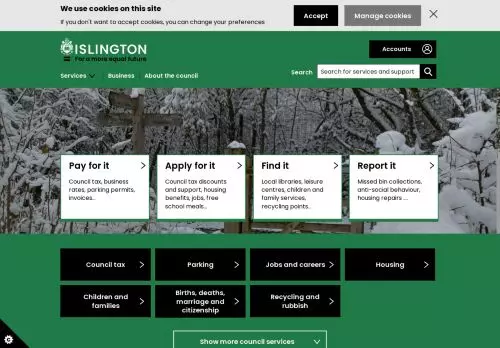 We use cookies on this site
If you don't want to accept cookies, you can change your preferences
Accept
Manage cookies
ISLINGTON
For a more equal future
Accounts
Services
Business
About the council
Search
Search for services and support
Pay for it
Council tax, business
rates, parking permits,
invoices...
Apply for it
Council tax discounts
and support, housing
benefits, jobs, free
school meals...
Find it
Local libraries, leisure
centres, children and
family services,
recycling points..
Report it
Missed bin collections,
anti-social behaviour,
housing repairs ....
Council tax
Parking
Jobs and careers
Housing
Children and
families
Births, deaths,
marriage and
citizenship
Recycling and
rubbish
Show more council services